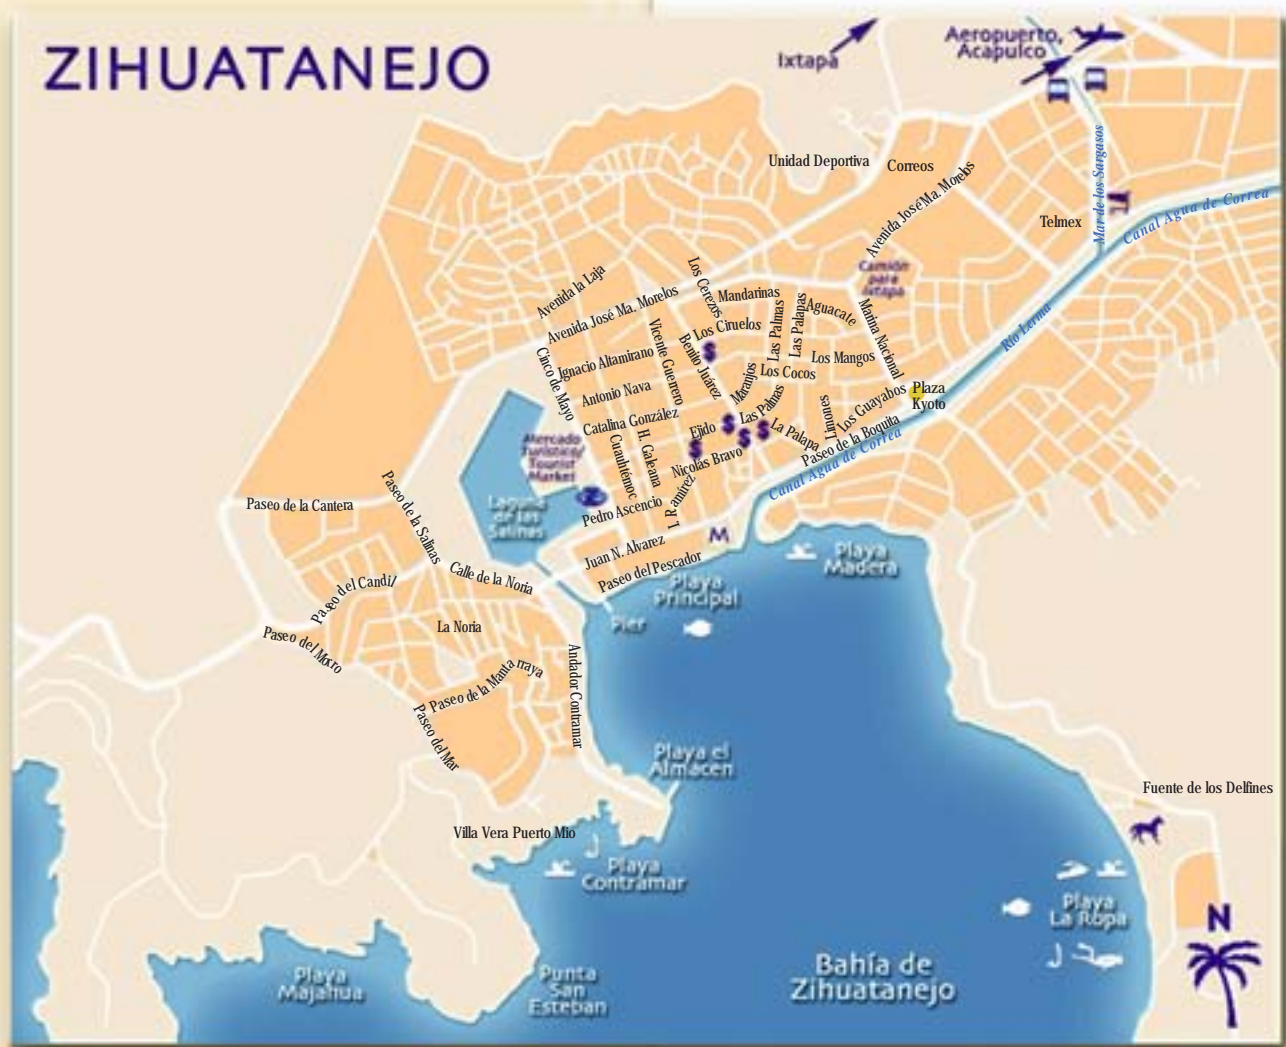 ZIHUATANEJO
Ixtapa
Aeropuerto,
Acapulco
Unidad Deportiva
Correos
Avenida José Ma. Morelos
Mar de los Sargasos
Telmex
Canal Agua de Correa
Camión
para
Ixtapa
Avenida la Laja
Avenida José Ma. Morelos
Los Cerezos
Mandarinas
Las Palmas
Las Palapas
Aguacate
Marina Nacional
Río Lerma
Los Ciruelos
Vicente Guerrero
Benito Juárez
Cinco de Mayo
Ignacio Altamirano
Los Mangos
Los Cocos
Maranjos
Antonio Nava
Las Palmas
Limones
Los Guayabos
Plaza
Kyoto
Catalina González
Ejido
La Palapa
Paseo de la Boquita
Canal Agua de Correa
Mercado
Turístico/
Tourist
Market
Cuauhtémoc
H. Galeana
Nicolás Bravo
I. Ramírez
Pedro Ascencio
Laguna
de las
Salinas
Paseo de la Cantera
Paseo de la Salinas
M
Juan N. Alvarez
Paseo del Pescador
Playa
Madera
Calle de la Noria
Playa
Principal
Pier
Paseo del Candil
La Noria
Paseo del Morro
Andador Contramar
Paseo de la Mantarraya
Paseo del Mar
Playa el
Almacen
Fuente de los Delfines
Villa Vera Puerto Mio
Playa
Contramar
Playa
La Ropa
N
Bahía de
Zihuatanejo
Playa
Majahua
Punta
San
Esteban